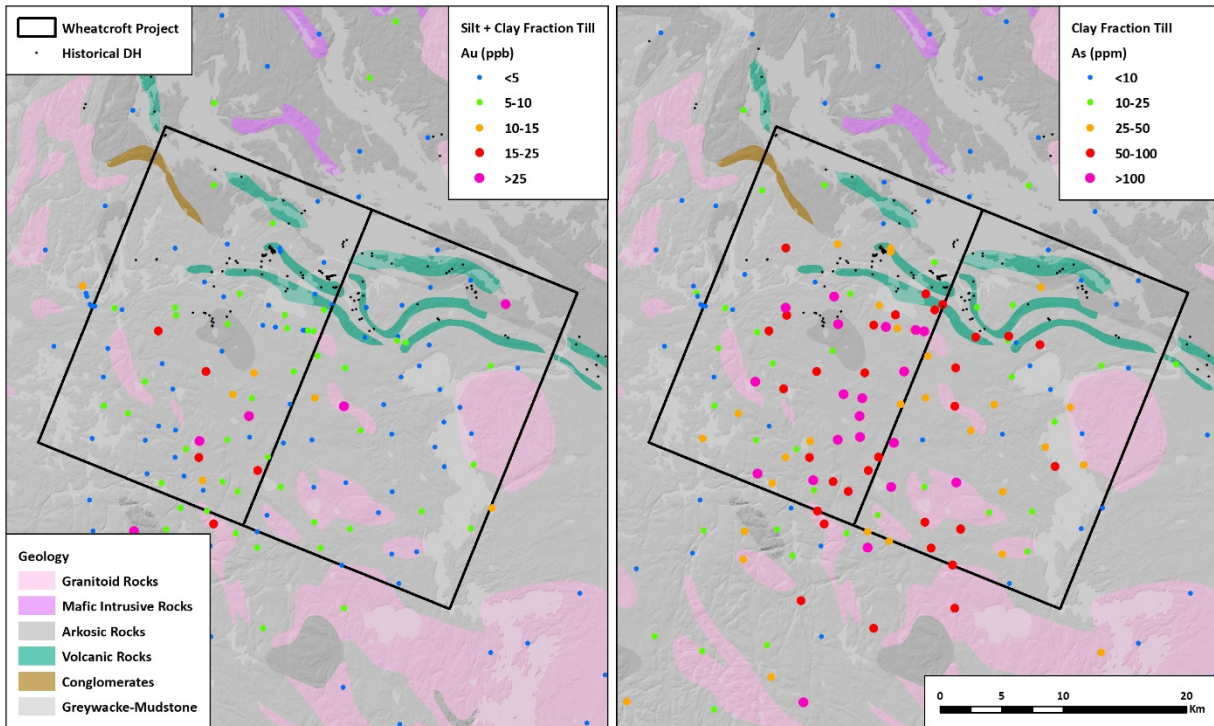 Wheatcroft Project
Historical DH
Silt + Clay Fraction Till
Au (ppb)
<5
5-10
10-15
15-25
>25
Geology
Granitoid Rocks
Mafic Intrusive Rocks
Arkosic Rocks
Volcanic Rocks
Conglomerates
Greywacke-Mudstone
Clay Fraction Till
As (ppm)
<10
10-25
25-50
50-100
>100
0 5 10 20
Km